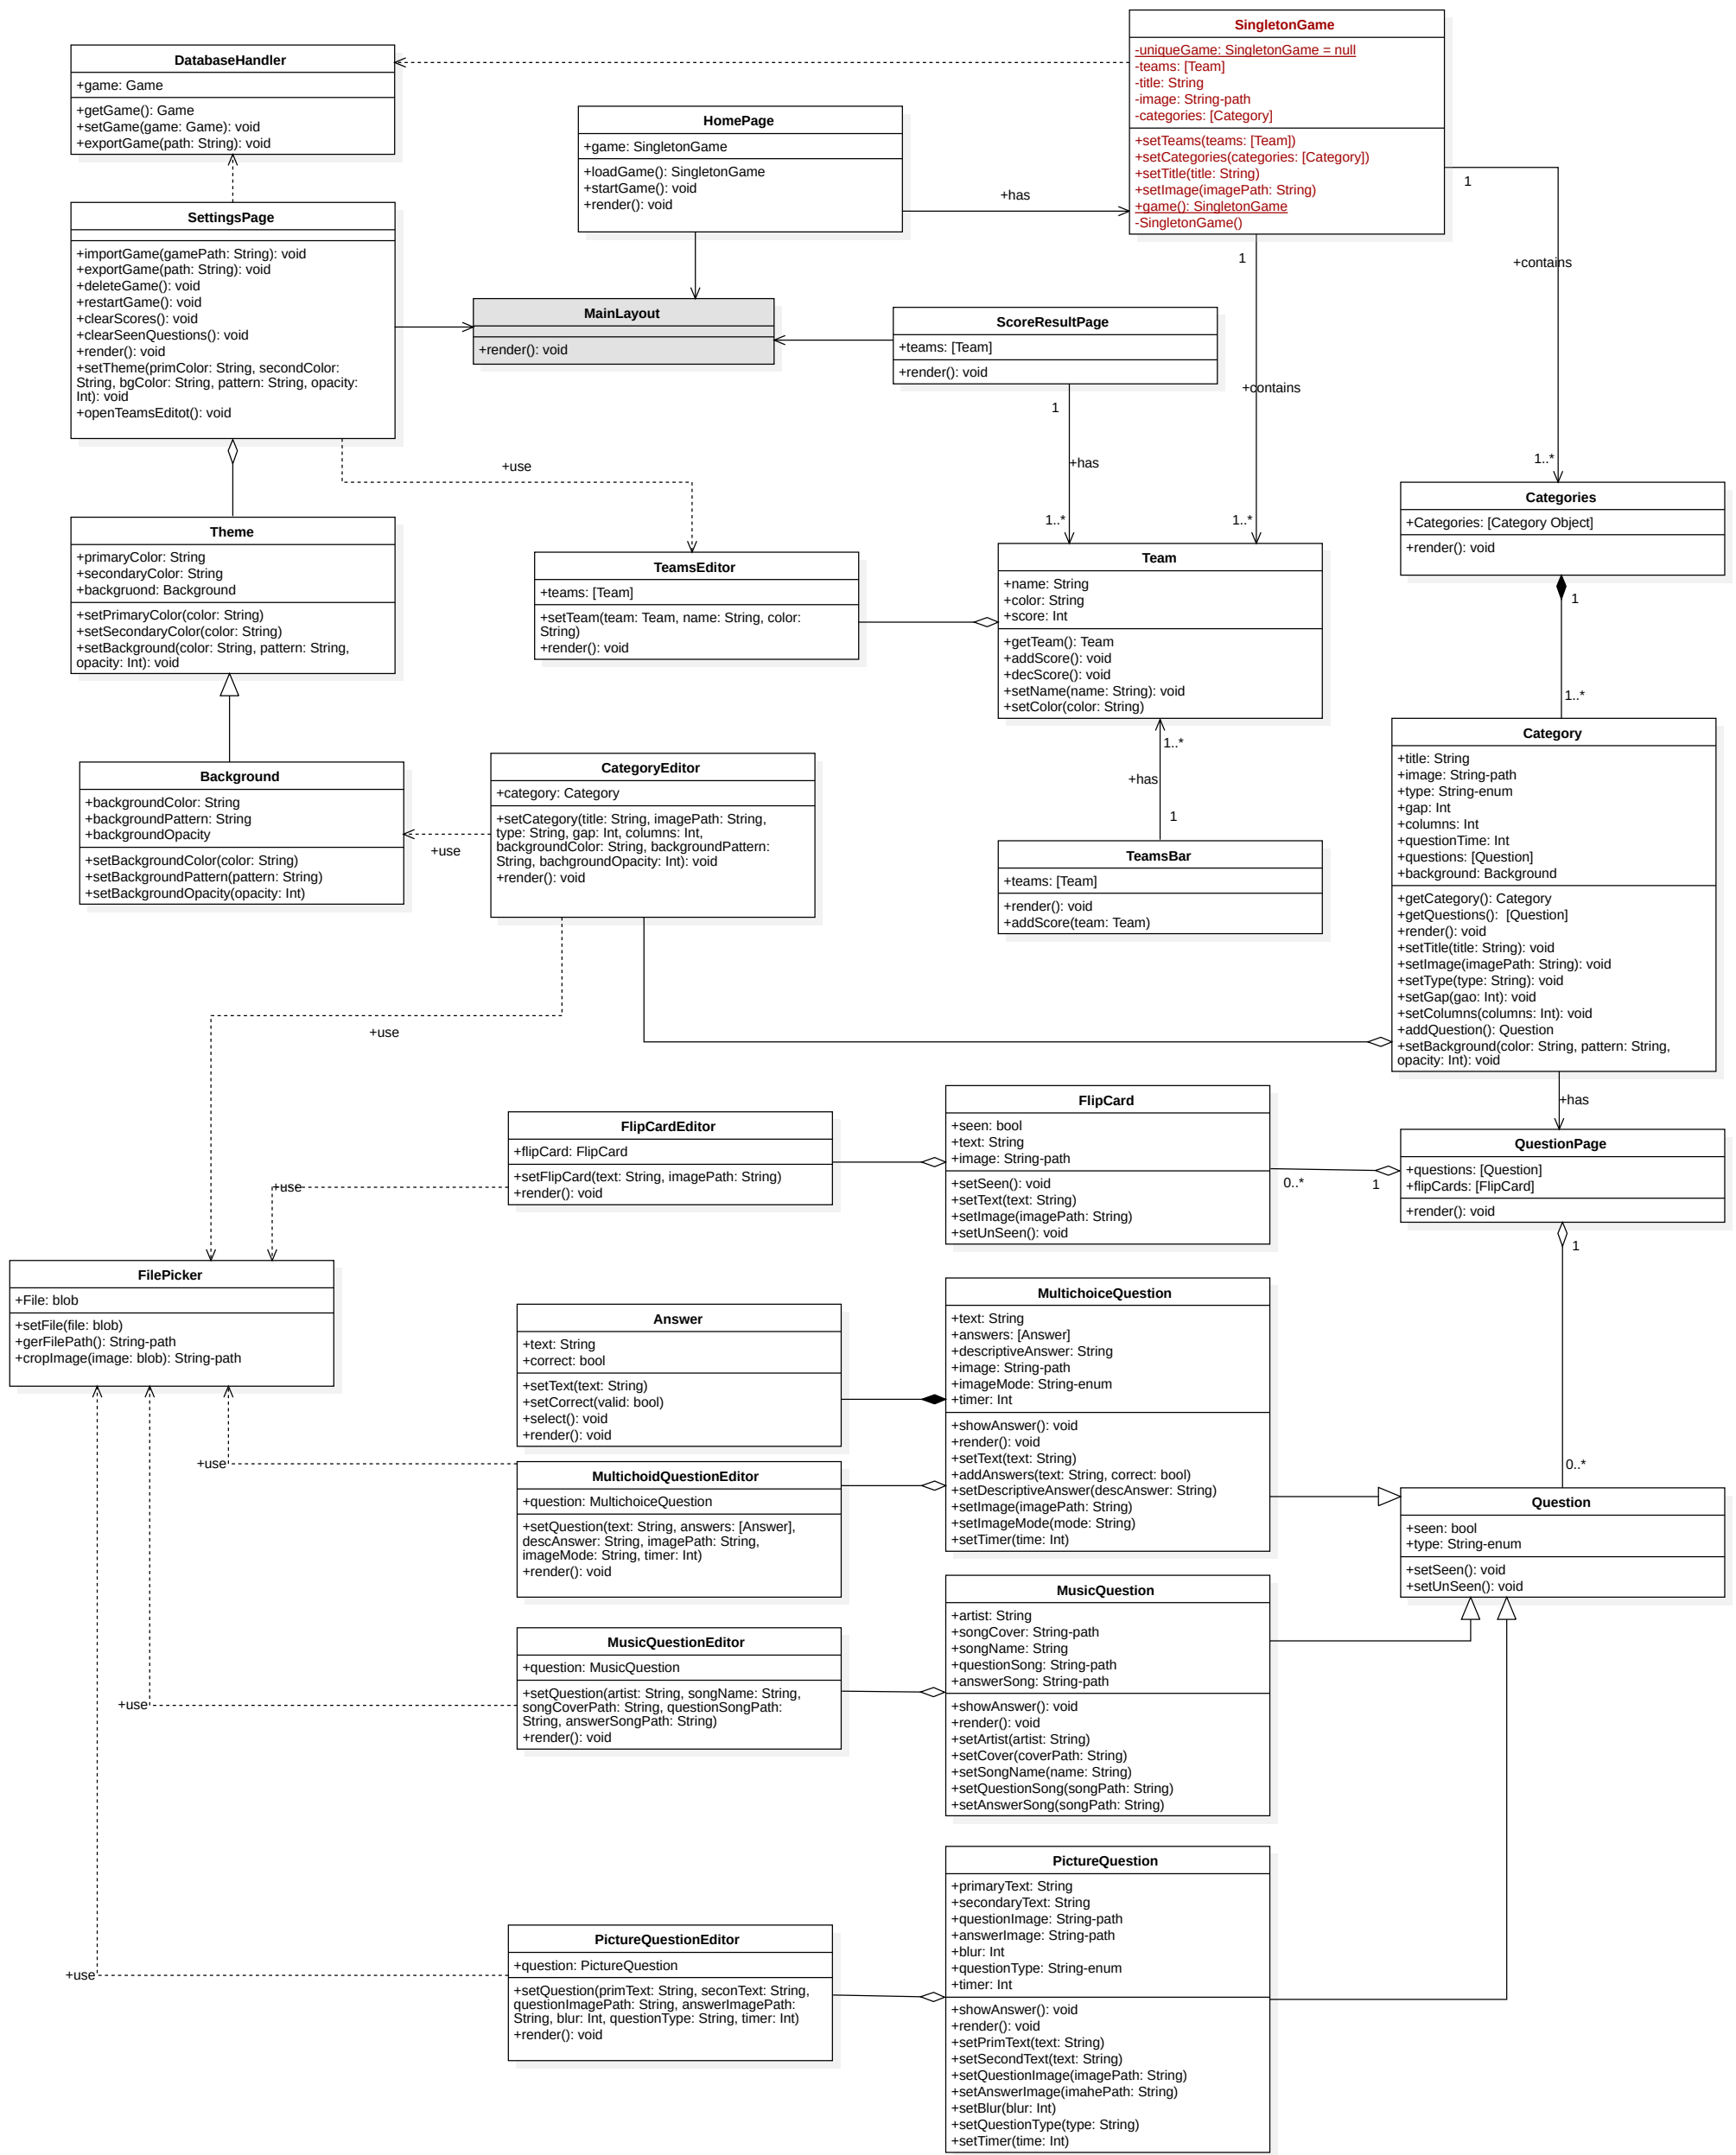 SingletonGame
-uniqueGame: SingletonGame = null
-teams: [Team]
-title: String
-image: String-path
-categories: [Category]
+setTeams(teams: [Team])
+setCategories(categories: [Category])
+setTitle(title: String)
+setImage(imagePath: String)
+game(): SingletonGame
-SingletonGame()
DatabaseHandler
+game: Game
+getGame(): Game
+setGame(game: Game): void
+exportGame(path: String): void
HomePage
+game: SingletonGame
+loadGame(): SingletonGame
+startGame(): void
+render(): void
+has
1
+contains
1
+contains
SettingsPage
+importGame(gamePath: String): void
+exportGame(path: String): void
+deleteGame(): void
+restartGame(): void
+clearScores(): void
+clearSeenQuestions(): void
+render(): void
+setTheme(primColor: String, secondColor:
String, bgColor: String, pattern: String, opacity:
Int): void
+openTeamsEditot(): void
MainLayout
+render(): void
ScoreResultPage
+teams: [Team]
+render(): void
1
+has
1..*
1..*
1..*
+use
Categories
+Categories: [Category Object]
+render(): void
1
1..*
Theme
+primaryColor: String
+secondaryColor: String
+backgruond: Background
+setPrimaryColor(color: String)
+setSecondaryColor(color: String)
+setBackground(color: String, pattern: String,
opacity: Int): void
TeamsEditor
+teams: [Team]
+setTeam(team: Team, name: String, color:
String)
+render(): void
Team
+name: String
+color: String
+score: Int
+getTeam(): Team
+addScore(): void
+decScore(): void
+setName(name: String): void
+setColor(color: String)
1..*
+has
1
Background
+backgroundColor: String
+backgroundPattern: String
+backgroundOpacity
+setBackgroundColor(color: String)
+setBackgroundPattern(pattern: String)
+setBackgroundOpacity(opacity: Int)
+use
CategoryEditor
+category: Category
+setCategory(title: String, imagePath: String,
type: String, gap: Int, columns: Int,
backgroundColor: String, backgroundPattern:
String, bachgroundOpacity: Int): void
+render(): void
TeamsBar
+teams: [Team]
+render(): void
+addScore(team: Team)
Category
+title: String
+image: String-path
+type: String-enum
+gap: Int
+columns: Int
+questionTime: Int
+questions: [Question]
+background: Background
+getCategory(): Category
+getQuestions():  [Question]
+render(): void
+setTitle(title: String): void
+setImage(imagePath: String): void
+setType(type: String): void
+setGap(gao: Int): void
+setColumns(columns: Int): void
+addQuestion(): Question
+setBackground(color: String, pattern: String,
opacity: Int): void
+use
+has
FlipCardEditor
+flipCard: FlipCard
+setFlipCard(text: String, imagePath: String)
+render(): void
+use
FlipCard
+seen: bool
+text: String
+image: String-path
+setSeen(): void
+setText(text: String)
+setImage(imagePath: String)
+setUnSeen(): void
0..*
1
QuestionPage
+questions: [Question]
+flipCards: [FlipCard]
+render(): void
1
0..*
FilePicker
+File: blob
+setFile(file: blob)
+gerFilePath(): String-path
+cropImage(image: blob): String-path
Answer
+text: String
+correct: bool
+setText(text: String)
+setCorrect(valid: bool)
+select(): void
+render(): void
MultichoiceQuestion
+text: String
+answers: [Answer]
+descriptiveAnswer: String
+image: String-path
+imageMode: String-enum
+timer: Int
+showAnswer(): void
+render(): void
+setText(text: String)
+addAnswers(text: String, correct: bool)
+setDescriptiveAnswer(descAnswer: String)
+setImage(imagePath: String)
+setImageMode(mode: String)
+setTimer(time: Int)
+use
MultichoidQuestionEditor
+question: MultichoiceQuestion
+setQuestion(text: String, answers: [Answer],
descAnswer: String, imagePath: String,
imageMode: String, timer: Int)
+render(): void
Question
+seen: bool
+type: String-enum
+setSeen(): void
+setUnSeen(): void
MusicQuestionEditor
+question: MusicQuestion
+setQuestion(artist: String, songName: String,
songCoverPath: String, questionSongPath:
String, answerSongPath: String)
+render(): void
+use
MusicQuestion
+artist: String
+songCover: String-path
+songName: String
+questionSong: String-path
+answerSong: String-path
+showAnswer(): void
+render(): void
+setArtist(artist: String)
+setCover(coverPath: String)
+setSongName(name: String)
+setQuestionSong(songPath: String)
+setAnswerSong(songPath: String)
PictureQuestionEditor
+question: PictureQuestion
+setQuestion(primText: String, seconText: String,
questionImagePath: String, answerImagePath:
String, blur: Int, questionType: String, timer: Int)
+render(): void
+use
PictureQuestion
+primaryText: String
+secondaryText: String
+questionImage: String-path
+answerImage: String-path
+blur: Int
+questionType: String-enum
+timer: Int
+showAnswer(): void
+render(): void
+setPrimText(text: String)
+setSecondText(text: String)
+setQuestionImage(imagePath: String)
+setAnswerImage(imahePath: String)
+setBlur(blur: Int)
+setQuestionType(type: String)
+setTimer(time: Int)